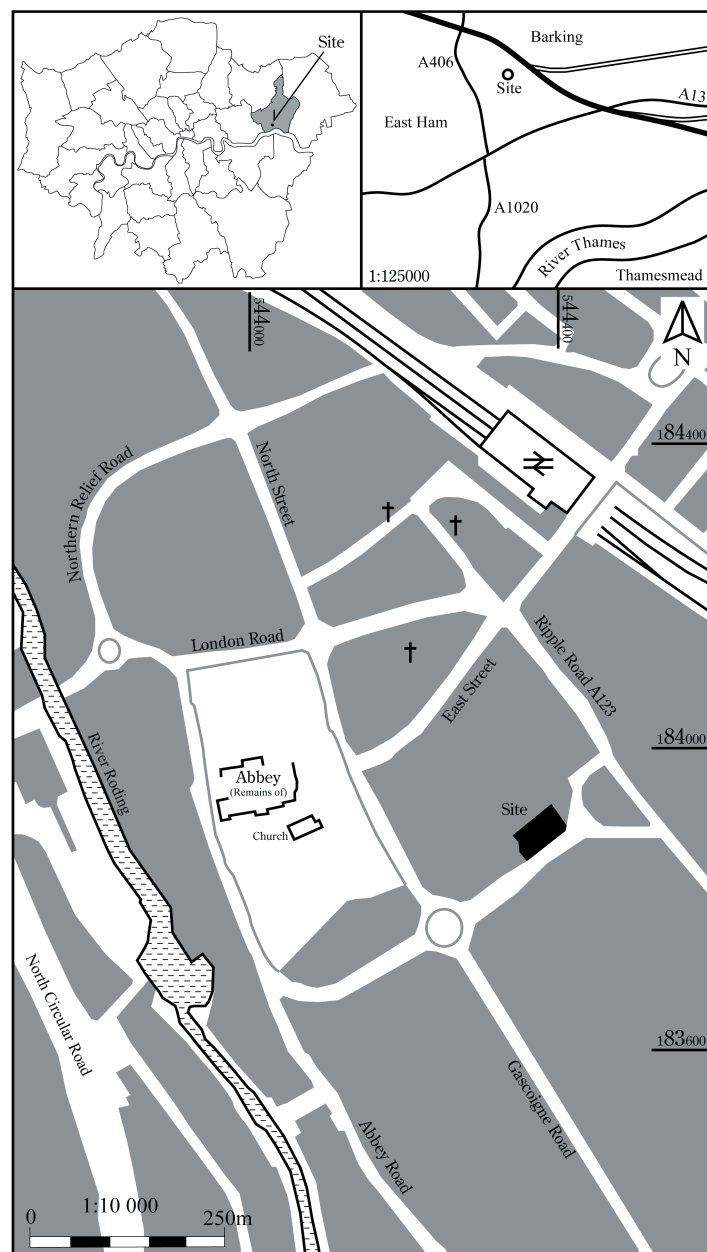 Site
Barking
A406
Site
A13
East Ham
A1020
River Thames
1:125000
Thamesmead
544000
544400
N
184400
Northern Relief Road
North Street
London Road
Ripple Road A123
East Street
184000
River Roding
Abbey
(Remains of)
Church
Site
North Circular Road
183600
Gascoigne Road
Abbey Road
1:10 000
0
250m